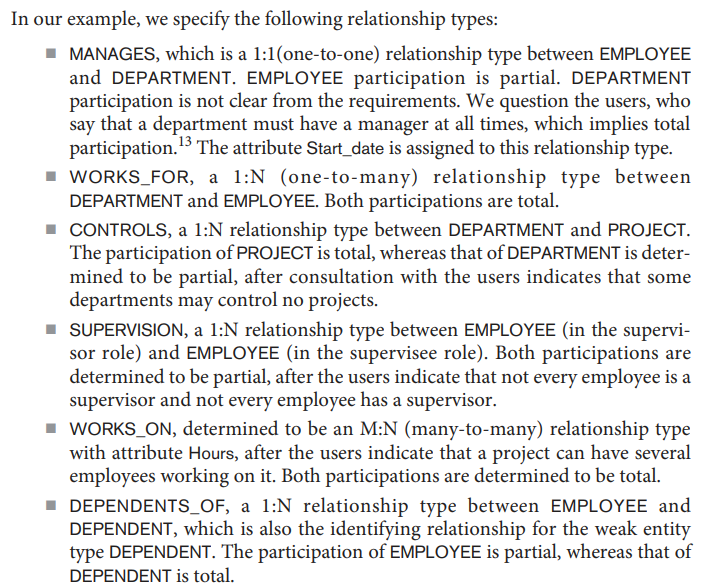 In our example, we specify the following relationship types:
■ MANAGES, which is a 1:1(one-to-one) relationship type between EMPLOYEE
and DEPARTMENT. EMPLOYEE participation is partial. DEPARTMENT
participation is not clear from the requirements. We question the users, who
say that a department must have a manager at all times, which implies total
participation.¹³ The attribute Start_date is assigned to this relationship type.
■ WORKS_FOR, a 1:N (one-to-many) relationship type between
DEPARTMENT and EMPLOYEE. Both participations are total.
■ CONTROLS, a 1:N relationship type between DEPARTMENT and PROJECT.
The participation of PROJECT is total, whereas that of DEPARTMENT is deter-
mined to be partial, after consultation with the users indicates that some
departments may control no projects.
■ SUPERVISION, a 1:N relationship type between EMPLOYEE (in the supervi-
sor role) and EMPLOYEE (in the supervisee role). Both participations are
determined to be partial, after the users indicate that not every employee is a
supervisor and not every employee has a supervisor.
■ WORKS_ON, determined to be an M:N (many-to-many) relationship type
with attribute Hours, after the users indicate that a project can have several
employees working on it. Both participations are determined to be total.
■ DEPENDENTS_OF, a 1:N relationship type between EMPLOYEE and
DEPENDENT, which is also the identifying relationship for the weak entity
type DEPENDENT. The participation of EMPLOYEE is partial, whereas that of
DEPENDENT is total.